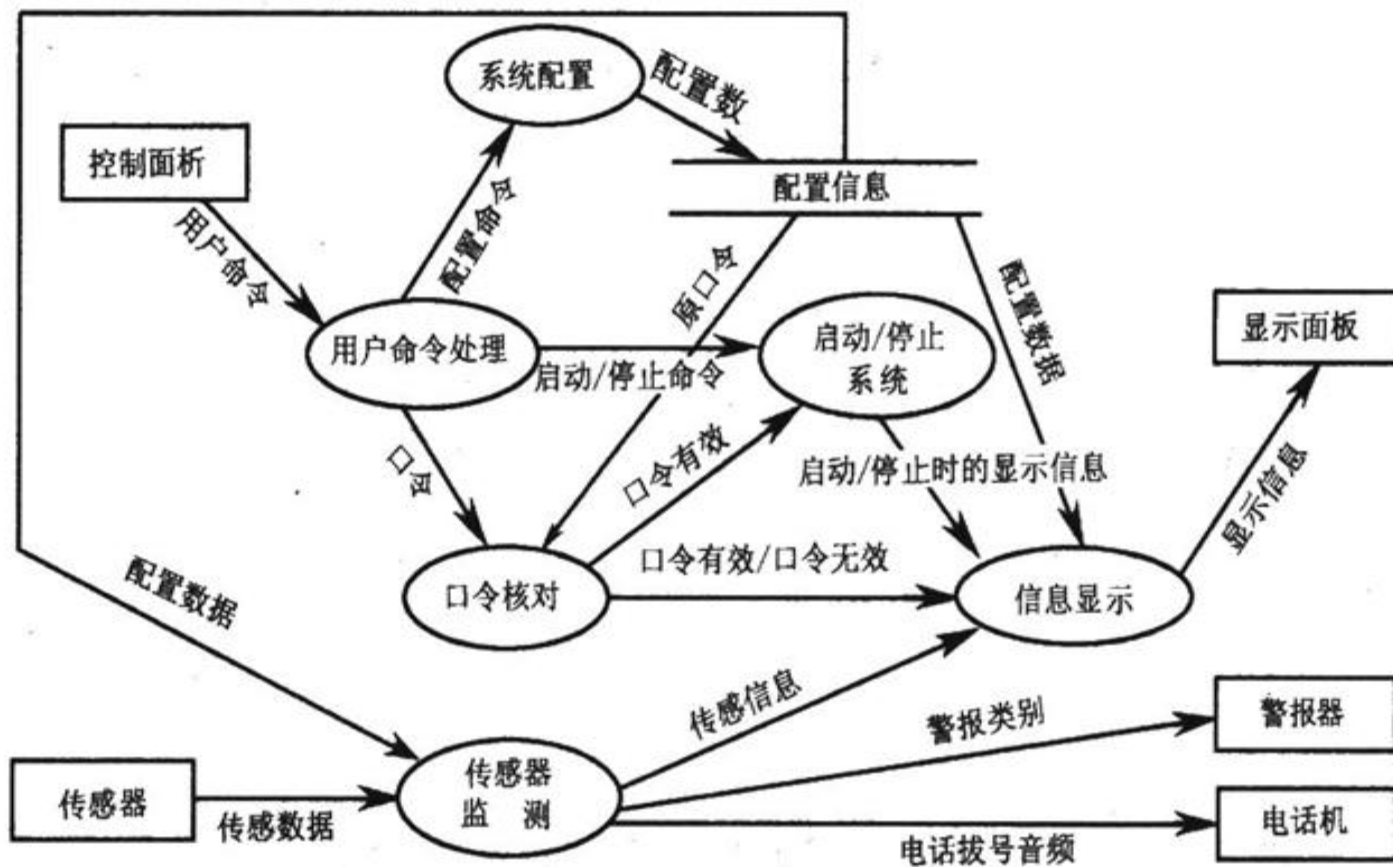 系统配置
配置数
控制面析
配置信息
用户命令
配置命令
原口令
配置数据
显示面板
用户命令处理
启动/停止
系统
启动/停止命令
口令
口令有效
启动/停止时的显示信息
显示信息
口令有效/口令无效
口令核对
信息显示
配置数据
传感信息
警报类别
警报器
传感器
传感器
监 测
传感数据
电话机
电话拔号音频